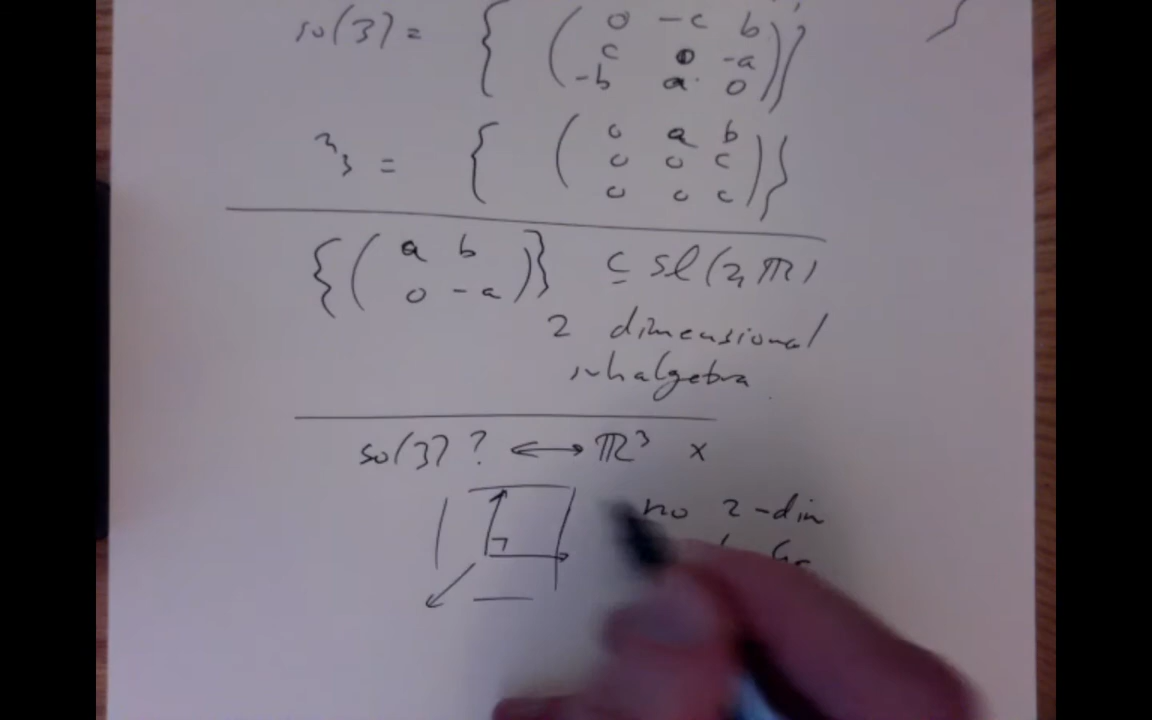 so(3) = { ( 0 -c b
c 0 -a
-b a 0 ) }
n3 = { ( 0 a b
0 0 c
0 0 c ) }
{ ( a b
0 -a ) } ⊆ sl(2, ℝ)
2 dimensional
subalgebra
so(3)? ⟷ ℝ³ ×
no 2-dim